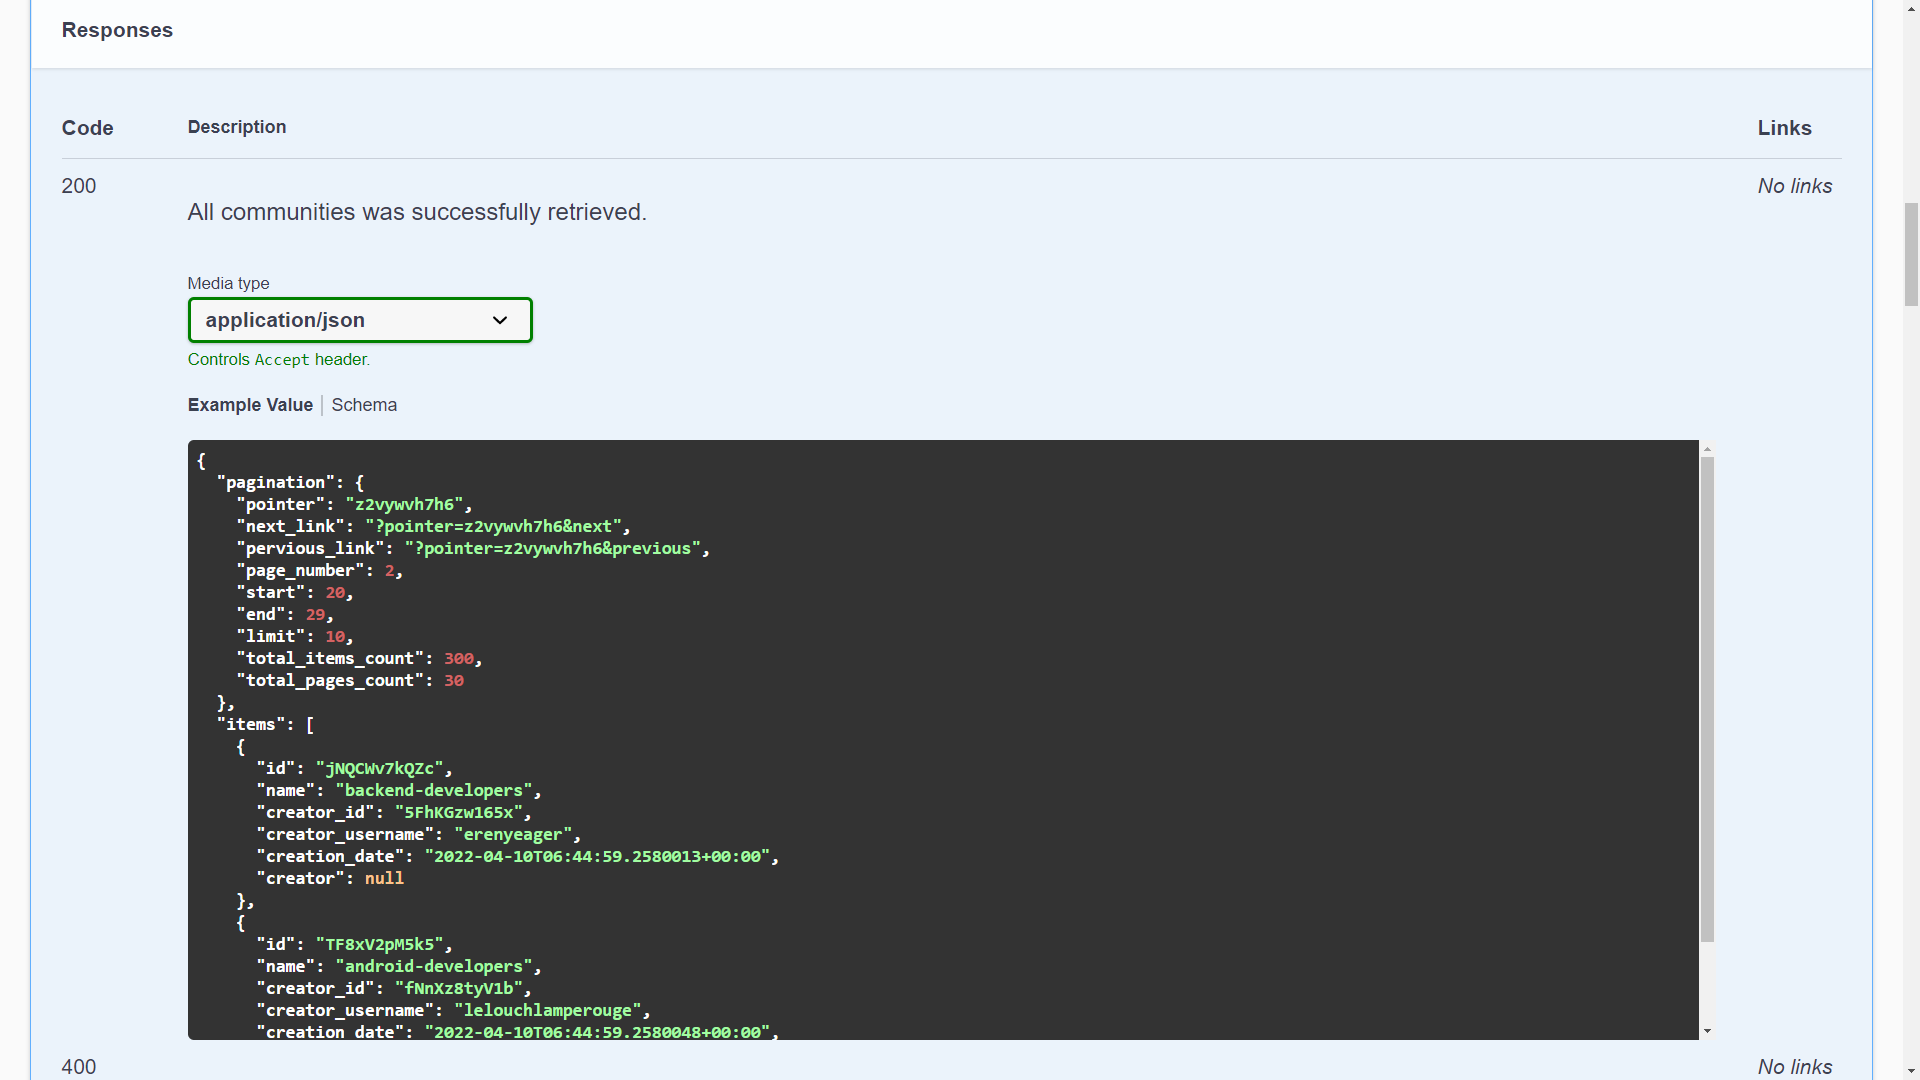 Responses
Code Description Links
200 No links
All communities was successfully retrieved.
Media type
application/json
Controls Accept header.
Example Value Schema
{
"pagination": {
"pointer": "z2vywvh7h6",
"next_link": "?pointer=z2vywvh7h6&next",
"pervious_link": "?pointer=z2vywvh7h6&previous",
"page_number": 2,
"start": 20,
"end": 29,
"limit": 10,
"total_items_count": 300,
"total_pages_count": 30
},
"items": [
{
"id": "jNQCWv7kQZc",
"name": "backend-developers",
"creator_id": "5FhKGzw165x",
"creator_username": "erenyeager",
"creation_date": "2022-04-10T06:44:59.2580013+00:00",
"creator": null
},
{
"id": "TF8xV2pM5k5",
"name": "android-developers",
"creator_id": "fNnXz8tyV1b",
"creator_username": "lelouchlamperouge",
"creation_date": "2022-04-10T06:44:59.2580048+00:00",
400 No links